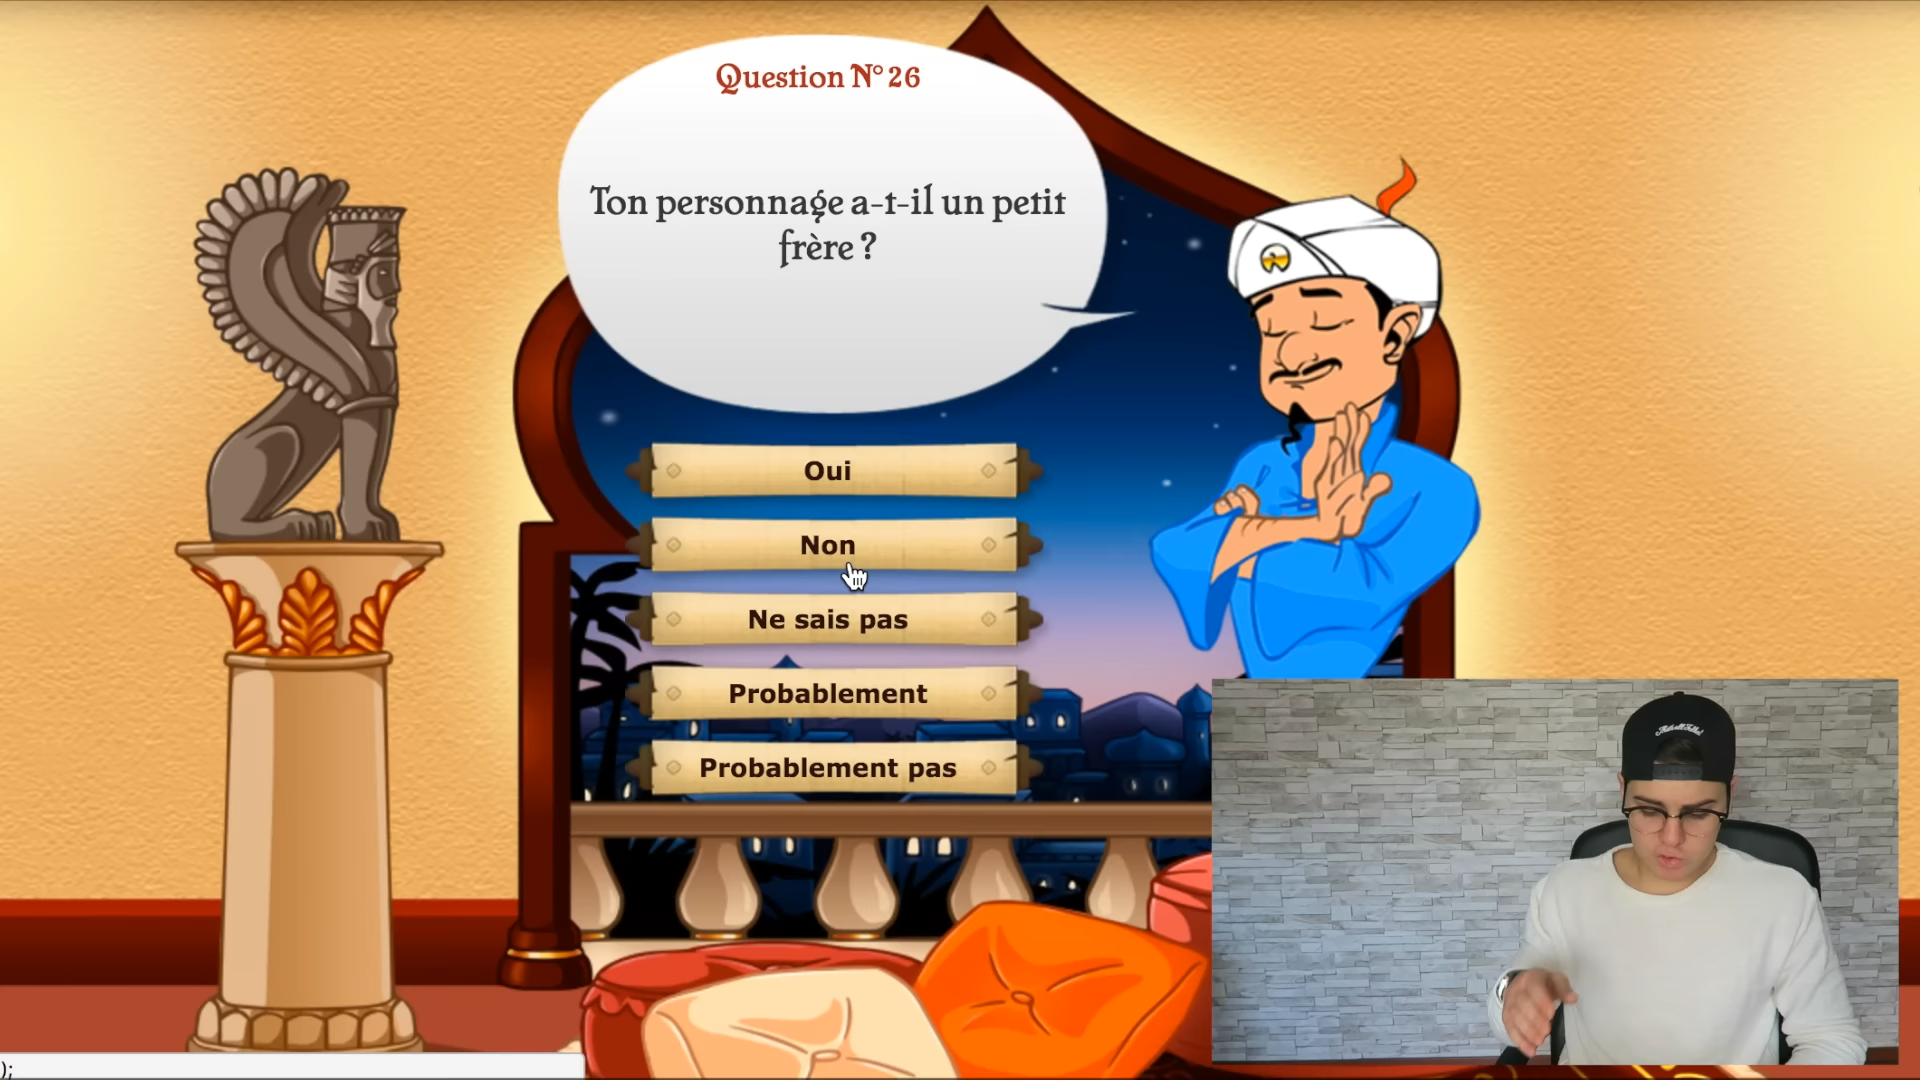 Question N° 26
Ton personnage a-t-il un petit
frère ?
Oui
Non
Ne sais pas
Probablement
Probablement pas
);